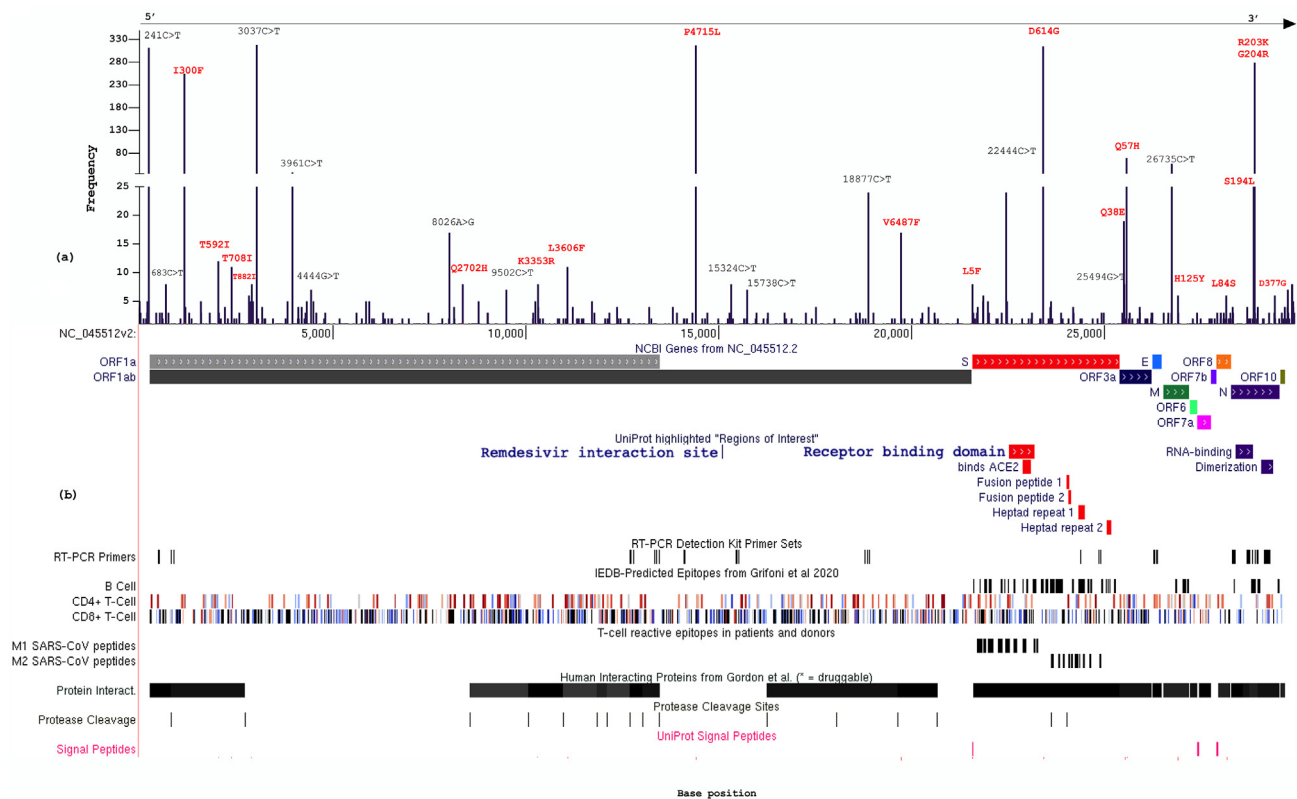 5′
3′
241C>T
3037C>T
P4715L
D614G
R203K
G204R
330
280
230
180
130
80
I300F
3961C>T
22444C>T
Q57H
26735C>T
18877C>T
S194L
25
20
15
10
5
Frequency
(a)
T592I
T708I
T882I
683C>T
4444G>T
8026A>G
Q2702H
9502C>T
K3353R
L3606F
15324C>T
15738C>T
V6487F
L5F
Q38E
25494G>T
H125Y
L84S
D377G
NC_045512v2:
5,000
10,000
15,000
20,000
25,000
NCBI Genes from NC_045512.2
ORF1a
ORF1ab
S
ORF3a
E
M
ORF6
ORF7a
ORF7b
ORF8
N
ORF10
UniProt highlighted "Regions of Interest"
Remdesivir interaction site
Receptor binding domain
binds ACE2
Fusion peptide 1
Fusion peptide 2
Heptad repeat 1
Heptad repeat 2
RNA-binding
Dimerization
(b)
RT-PCR Detection Kit Primer Sets
RT-PCR Primers
IEDB-Predicted Epitopes from Grifoni et al 2020
B Cell
CD4+ T-Cell
CD8+ T-Cell
T-cell reactive epitopes in patients and donors
M1 SARS-CoV peptides
M2 SARS-CoV peptides
Human Interacting Proteins from Gordon et al. (* = druggable)
Protein Interact.
Protease Cleavage Sites
Protease Cleavage
UniProt Signal Peptides
Signal Peptides
Base position